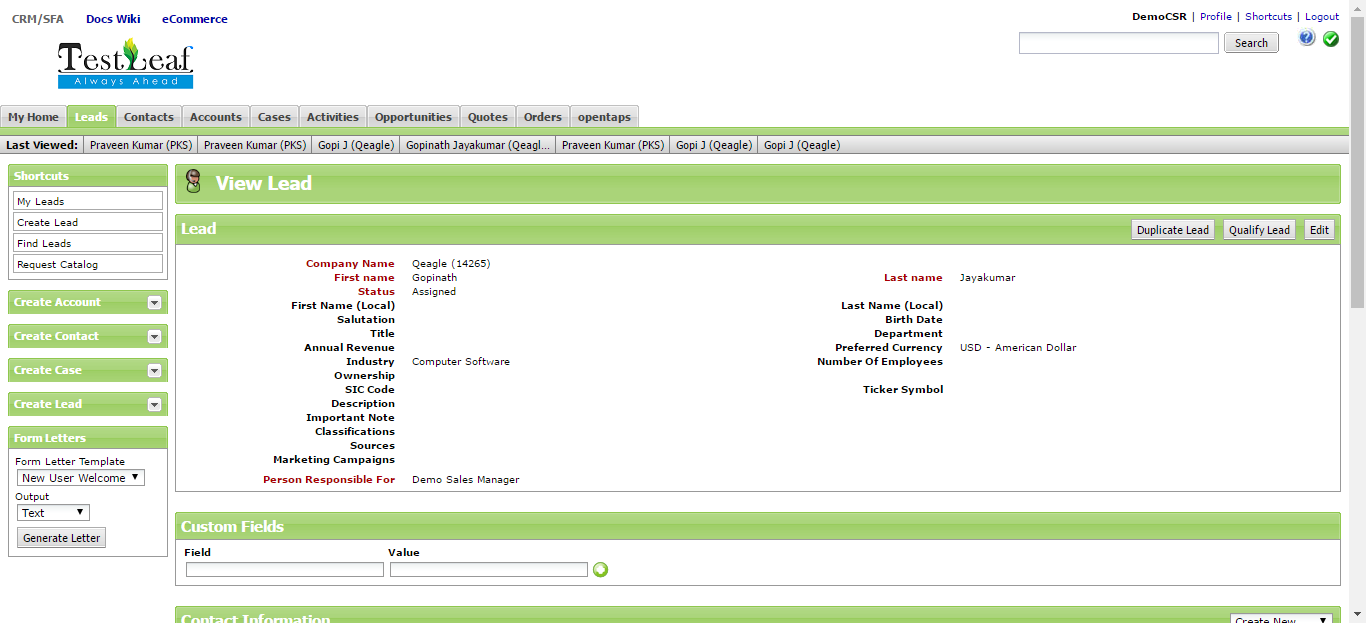 CRM/SFA Docs Wiki eCommerce
DemoCSR | Profile | Shortcuts | Logout
Search
TestLeaf
Always Ahead
My Home Leads Contacts Accounts Cases Activities Opportunities Quotes Orders opentaps
Last Viewed: Praveen Kumar (PKS) Praveen Kumar (PKS) Gopi J (Qeagle) Gopinath Jayakumar (Qeagl... Praveen Kumar (PKS) Gopi J (Qeagle) Gopi J (Qeagle)
Shortcuts
My Leads
Create Lead
Find Leads
Request Catalog
Create Account
Create Contact
Create Case
Create Lead
Form Letters
Form Letter Template
New User Welcome
Output
Text
Generate Letter
View Lead
Lead Duplicate Lead Qualify Lead Edit
Company Name Qeagle (14265)
First name Gopinath Last name Jayakumar
Status Assigned
First Name (Local) Last Name (Local)
Salutation Birth Date
Title Department
Annual Revenue Preferred Currency USD - American Dollar
Industry Computer Software Number Of Employees
Ownership
SIC Code Ticker Symbol
Description
Important Note
Classifications
Sources
Marketing Campaigns
Person Responsible For Demo Sales Manager
Custom Fields
Field Value
Contact Information Create New